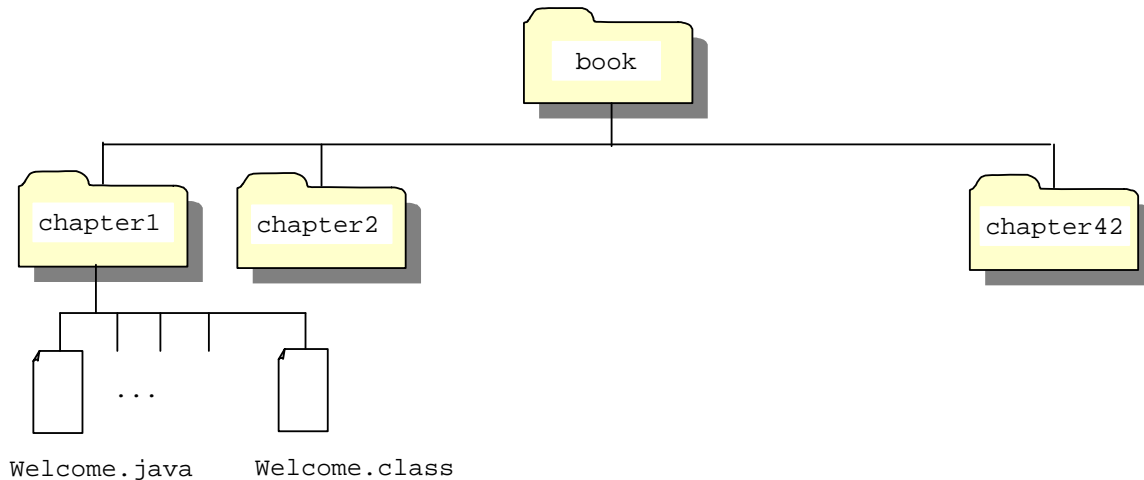 book
chapter1
chapter2
chapter42
...
Welcome.java
Welcome.class